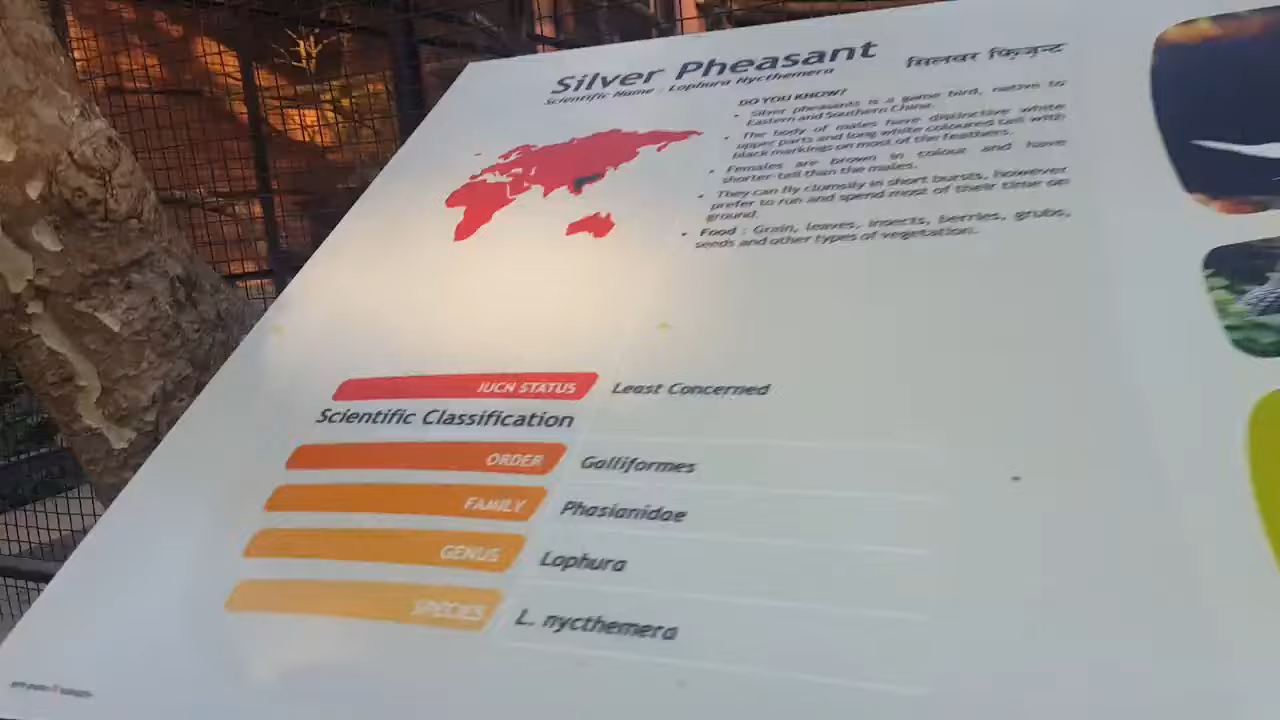 Silver Pheasant
सिलवर फ़िज़न्ट
Scientific Name : Lophura Nycthemera
DO YOU KNOW?
• Silver pheasants is a game bird, native to
Eastern and Southern China.
• The body of males have distinctive white
upper parts and long white coloured tail with
black markings on most of the feathers.
• Females are brown in colour and have
shorter tail than the males.
• They can fly clumsily in short bursts, however
prefer to run and spend most of their time on
ground.
• Food : Grain, leaves, insects, berries, grubs,
seeds and other types of vegetation.
IUCN STATUS Least Concerned
Scientific Classification
ORDER Galliformes
FAMILY Phasianidae
GENUS Lophura
SPECIES L. nycthemera